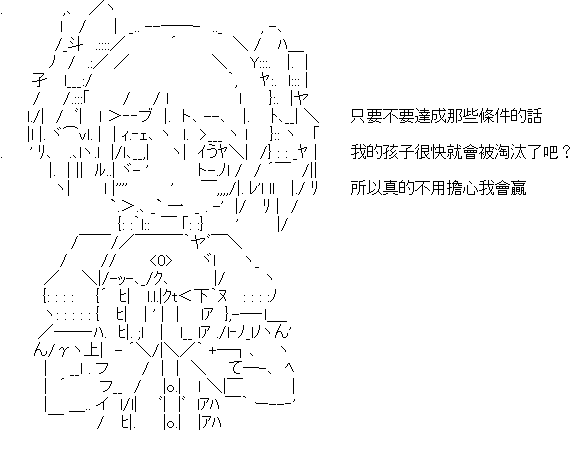 只要不要達成那些條件的話
我的孩子很快就會被淘汰了吧？
所以真的不用擔心我會贏